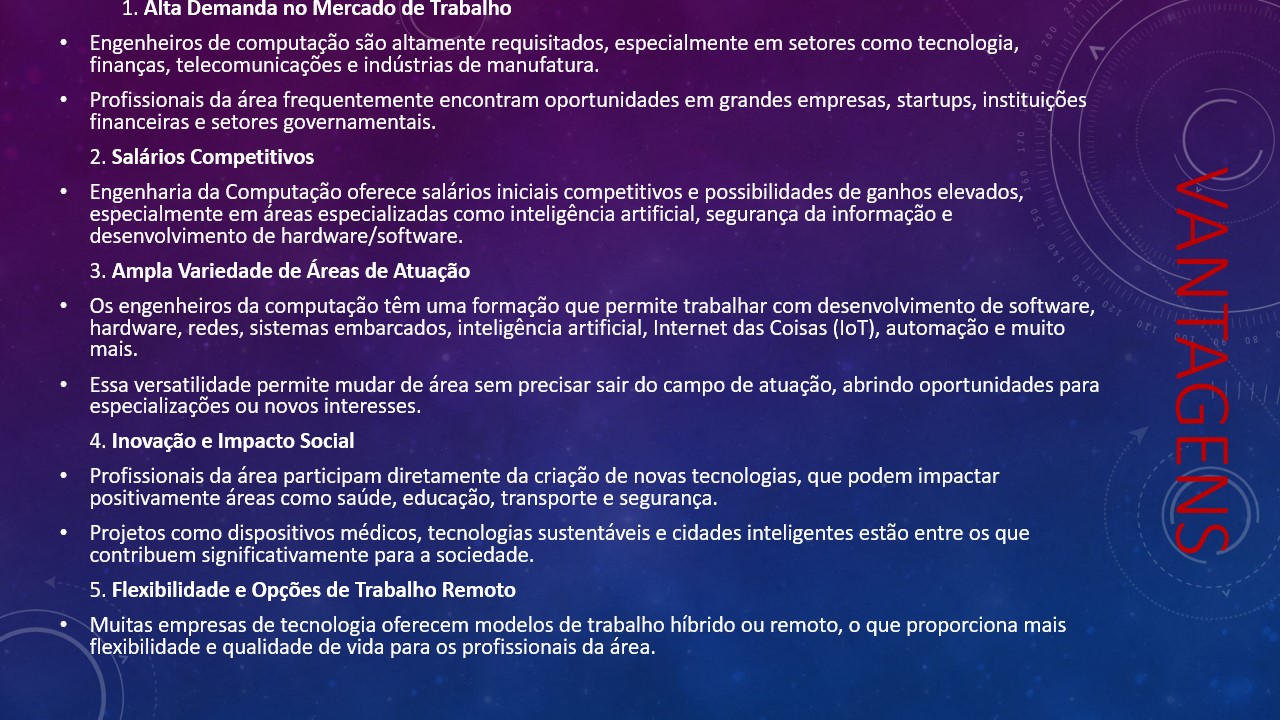 1. Alta Demanda no Mercado de Trabalho
• Engenheiros de computação são altamente requisitados, especialmente em setores como tecnologia,
finanças, telecomunicações e indústrias de manufatura.
• Profissionais da área frequentemente encontram oportunidades em grandes empresas, startups, instituições
financeiras e setores governamentais.
2. Salários Competitivos
• Engenharia da Computação oferece salários iniciais competitivos e possibilidades de ganhos elevados,
especialmente em áreas especializadas como inteligência artificial, segurança da informação e
desenvolvimento de hardware/software.
3. Ampla Variedade de Áreas de Atuação
• Os engenheiros da computação têm uma formação que permite trabalhar com desenvolvimento de software,
hardware, redes, sistemas embarcados, inteligência artificial, Internet das Coisas (IoT), automação e muito
mais.
• Essa versatilidade permite mudar de área sem precisar sair do campo de atuação, abrindo oportunidades para
especializações ou novos interesses.
4. Inovação e Impacto Social
• Profissionais da área participam diretamente da criação de novas tecnologias, que podem impactar
positivamente áreas como saúde, educação, transporte e segurança.
• Projetos como dispositivos médicos, tecnologias sustentáveis e cidades inteligentes estão entre os que
contribuem significativamente para a sociedade.
5. Flexibilidade e Opções de Trabalho Remoto
• Muitas empresas de tecnologia oferecem modelos de trabalho híbrido ou remoto, o que proporciona mais
flexibilidade e qualidade de vida para os profissionais da área.
VANTAGENS